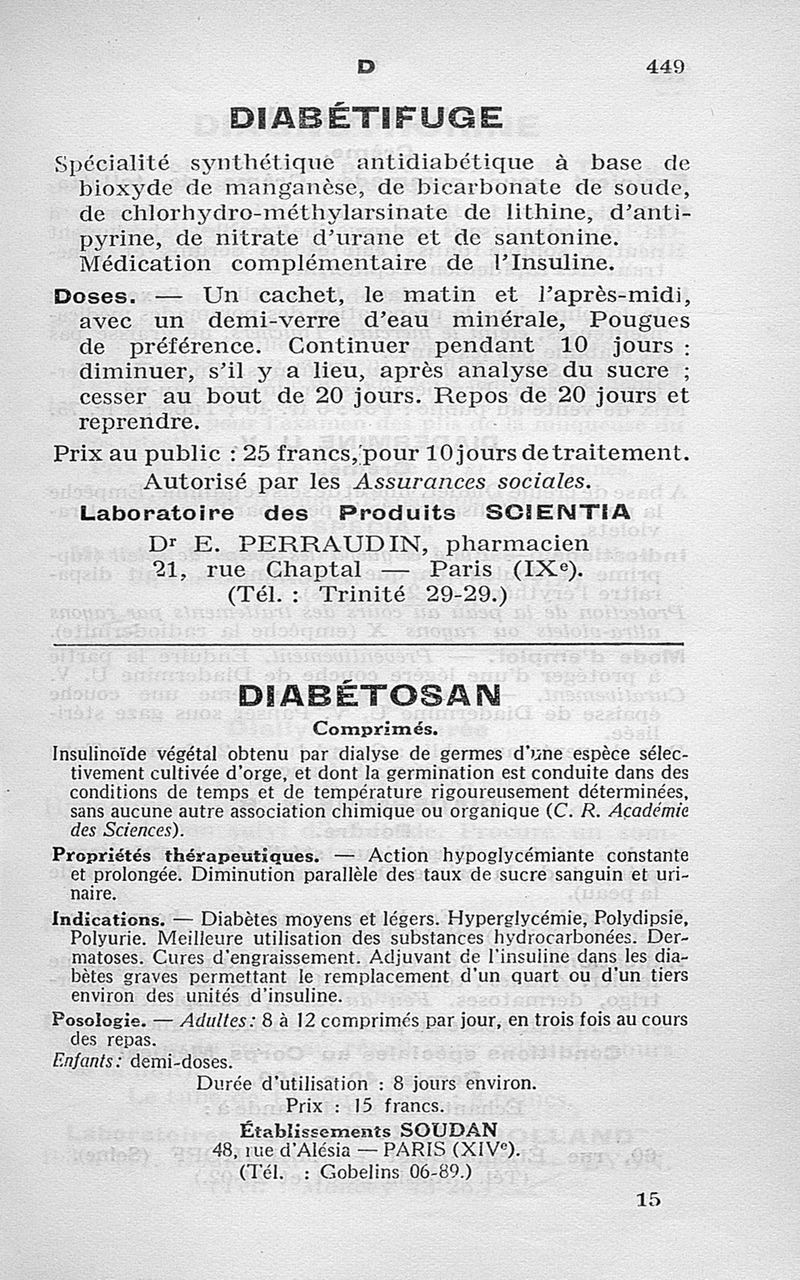 D 449
DIABÉTIFUGE
Spécialité synthétique antidiabétique à base de
bioxyde de manganèse, de bicarbonate de soude,
de chlorhydro-méthylarsinate de lithine, d'anti-
pyrine, de nitrate d'urane et de santonine.
Médication complémentaire de l'Insuline.
Doses. — Un cachet, le matin et l'après-midi,
avec un demi-verre d'eau minérale, Pougues
de préférence. Continuer pendant 10 jours :
diminuer, s'il y a lieu, après analyse du sucre ;
cesser au bout de 20 jours. Repos de 20 jours et
reprendre.
Prix au public : 25 francs, pour 10 jours de traitement.
Autorisé par les Assurances sociales.
Laboratoire des Produits SCIENTIA
Dr E. PERRAUDIN, pharmacien
21, rue Chaptal — Paris (IXe).
(Tél. : Trinité 29-29.)
DIABÉTOSAN
Comprimés.
Insulinoïde végétal obtenu par dialyse de germes d'une espèce sélec-
tivement cultivée d'orge, et dont la germination est conduite dans des
conditions de temps et de température rigoureusement déterminées,
sans aucune autre association chimique ou organique (C. R. Académie
des Sciences).
Propriétés thérapeutiques. — Action hypoglycémiante constante
et prolongée. Diminution parallèle des taux de sucre sanguin et uri-
naire.
Indications. — Diabètes moyens et légers. Hyperglycémie, Polydipsie,
Polyurie. Meilleure utilisation des substances hydrocarbonées. Der-
matoses. Cures d'engraissement. Adjuvant de l'insuline dans les dia-
bètes graves permettant le remplacement d'un quart ou d'un tiers
environ des unités d'insuline.
Posologie. — Adultes : 8 à 12 comprimés par jour, en trois fois au cours
des repas.
Enfants : demi-doses.
Durée d'utilisation : 8 jours environ.
Prix : 15 francs.
Établissements SOUDAN
48, rue d'Alésia — PARIS (XIVe).
(Tél. : Gobelins 06-89.)
15